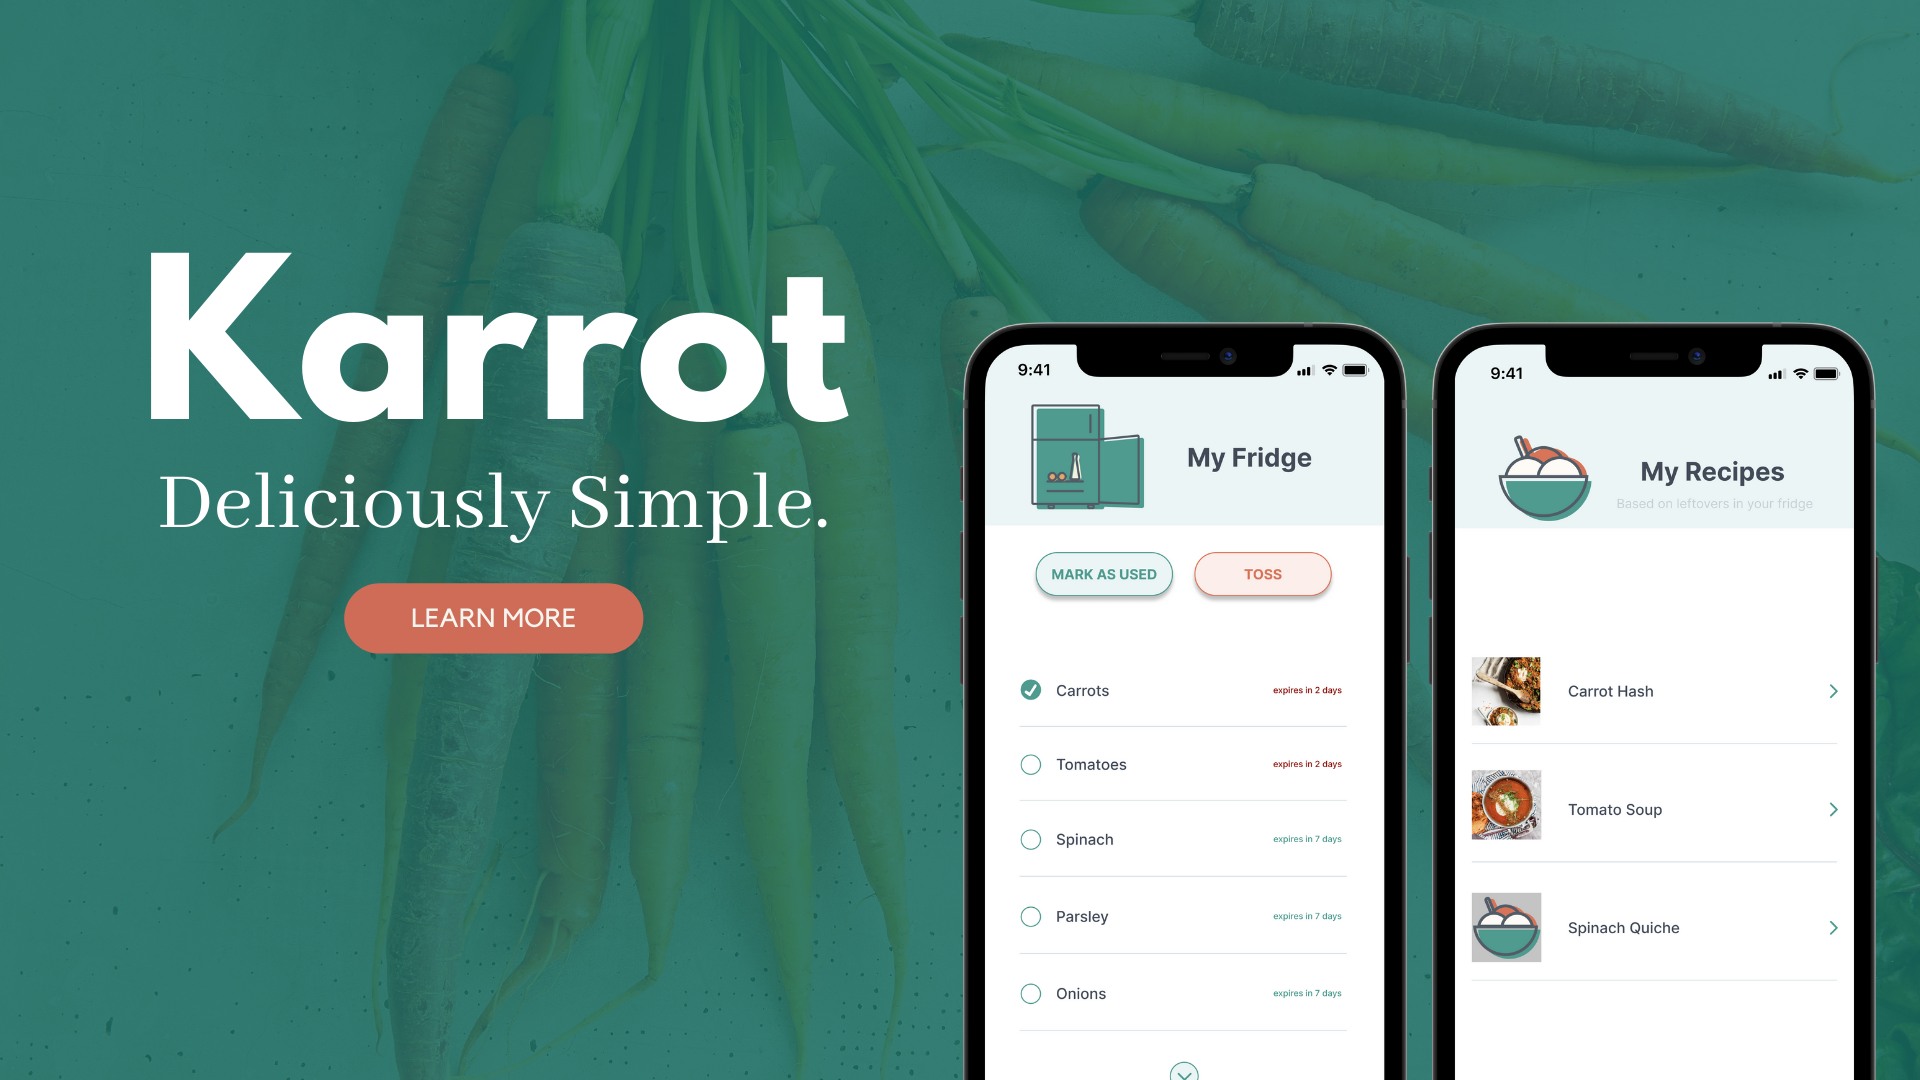 Karrot
Deliciously Simple.
LEARN MORE
9:41
My Fridge
MARK AS USED
TOSS
Carrots
expires in 2 days
Tomatoes
expires in 2 days
Spinach
expires in 7 days
Parsley
expires in 7 days
Onions
expires in 7 days
9:41
My Recipes
Based on leftovers in your fridge
Carrot Hash
Tomato Soup
Spinach Quiche